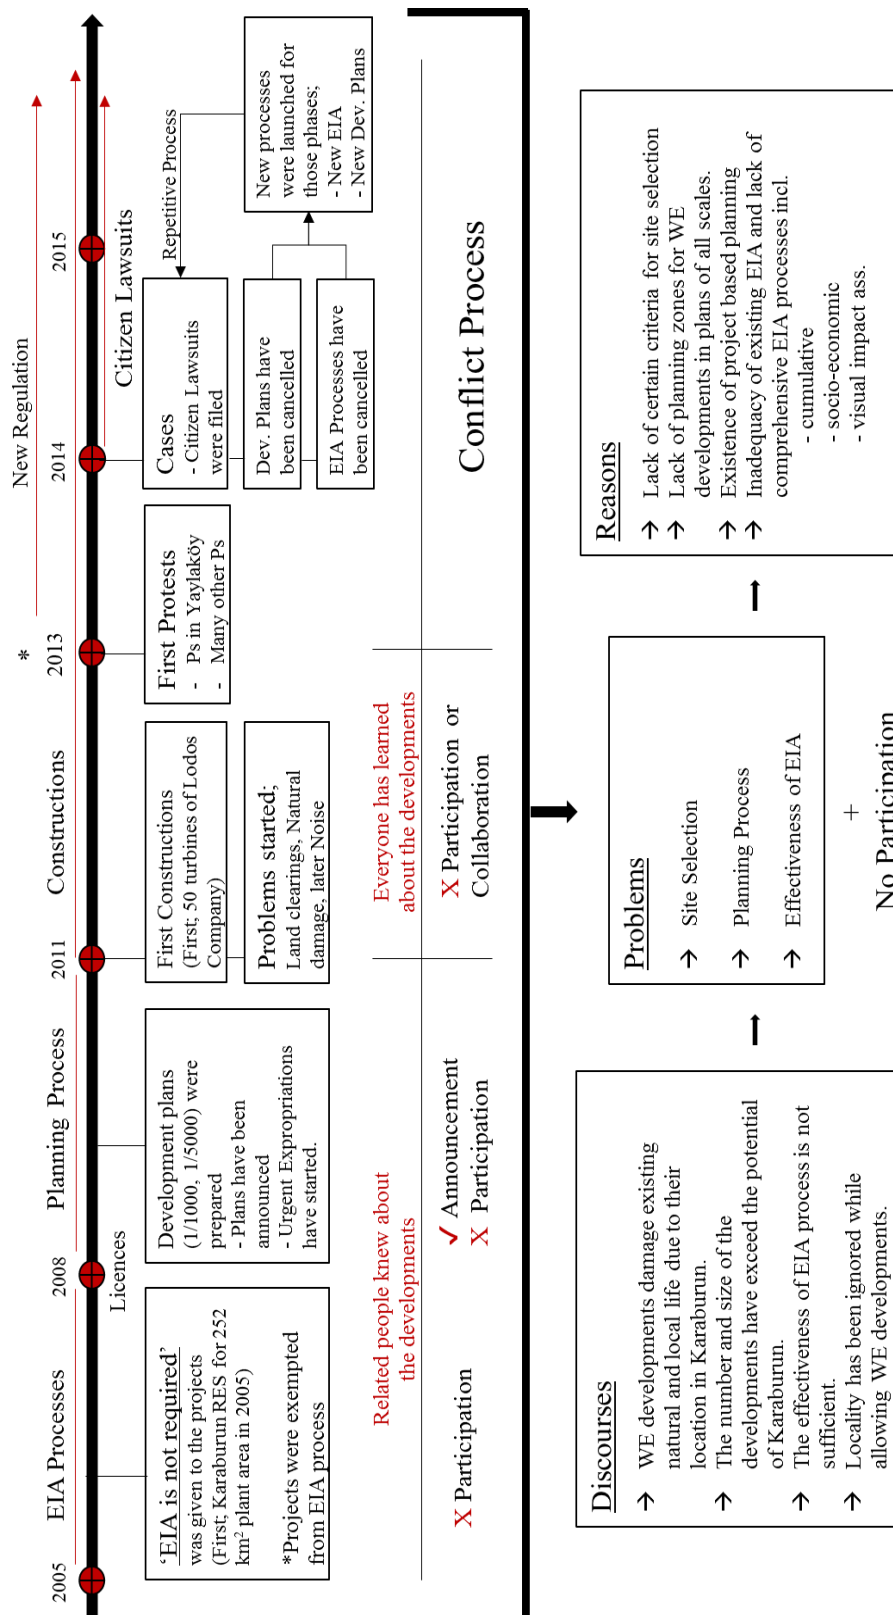 New Regulation
*
2005
EIA Processes
2008
Licences
Planning Process
2011
Constructions
2013
2014
Citizen Lawsuits
2015
‘EIA is not required’
was given to the projects
(First; Karaburun RES for 252
km² plant area in 2005)
*Projects were exempted
from EIA process
Development plans
(1/1000, 1/5000) were
prepared
- Plans have been
announced
- Urgent Expropriations
have started.
First Constructions
(First; 50 turbines of Lodos
Company)
Problems started;
Land clearings, Natural
damage, later Noise
First Protests
- Ps in Yaylaköy
- Many other Ps
Cases
- Citizen Lawsuits
were filed
Dev. Plans have
been cancelled
EIA Processes have
been cancelled
Repetitive Process
New processes
were launched for
those phases;
- New EIA
- New Dev. Plans
Related people knew about
the developments
Everyone has learned
about the developments
X Participation
✓ Announcement
X Participation
X Participation or
Collaboration
Conflict Process
Discourses
→ WE developments damage existing
natural and local life due to their
location in Karaburun.
→ The number and size of the
developments have exceed the potential
of Karaburun.
→ The effectiveness of EIA process is not
sufficient.
→ Locality has been ignored while
allowing WE developments.
Problems
→ Site Selection
→ Planning Process
→ Effectiveness of EIA
+
No Participation
Reasons
→ Lack of certain criteria for site selection
→ Lack of planning zones for WE
developments in plans of all scales.
→ Existence of project based planning
→ Inadequacy of existing EIA and lack of
comprehensive EIA processes incl.
- cumulative
- socio-economic
- visual impact ass.